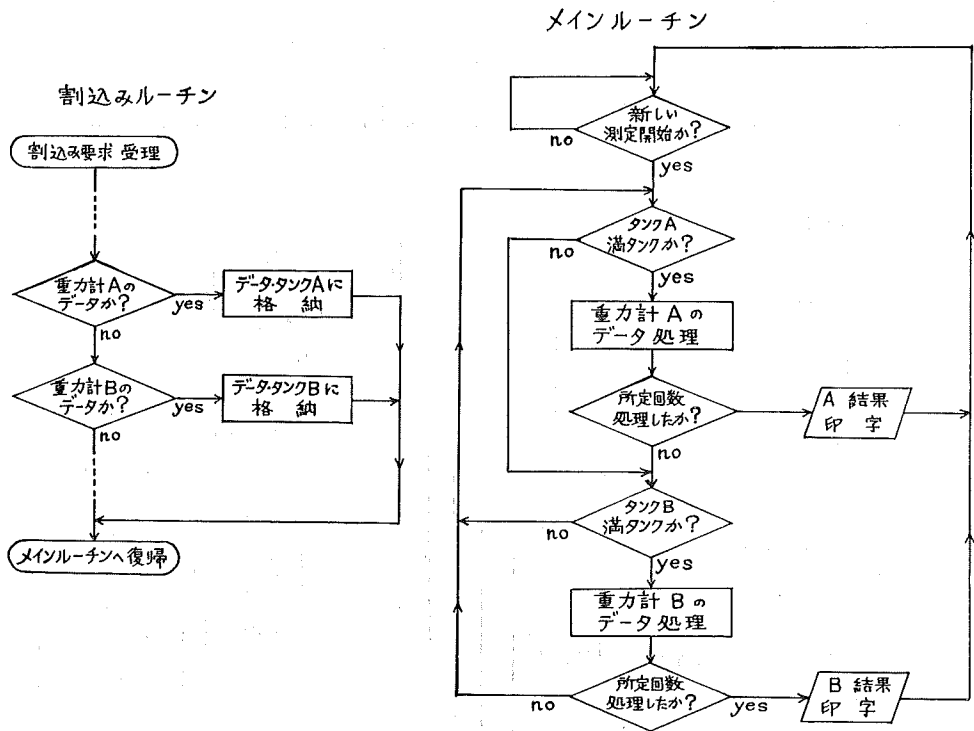 割込みルーチン
割込み要求 受理
重力計Aの
データか?
yes
データ・タンクAに
格 納
no
重力計Bの
データか?
yes
データ・タンクBに
格 納
no
メインルーチンへ復帰
メインルーチン
新しい
測定開始か?
no
yes
タンクA
満タンクか?
no
yes
重力計 Aの
データ処理
所定回数
処理したか?
no
A 結果
印 字
タンクB
満タンクか?
no
yes
重力計 Bの
データ処理
所定回数
処理したか?
no
yes
B 結果
印 字